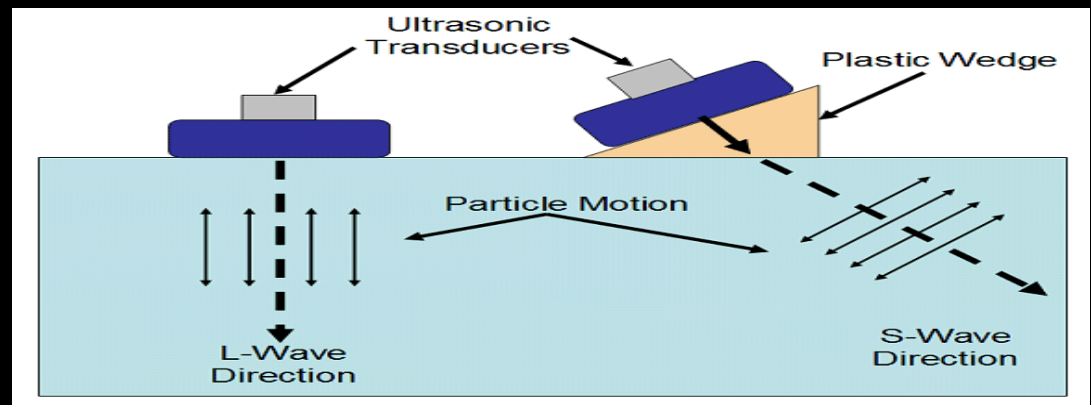 Ultrasonic
Transducers
Plastic Wedge
Particle Motion
L-Wave
Direction
S-Wave
Direction